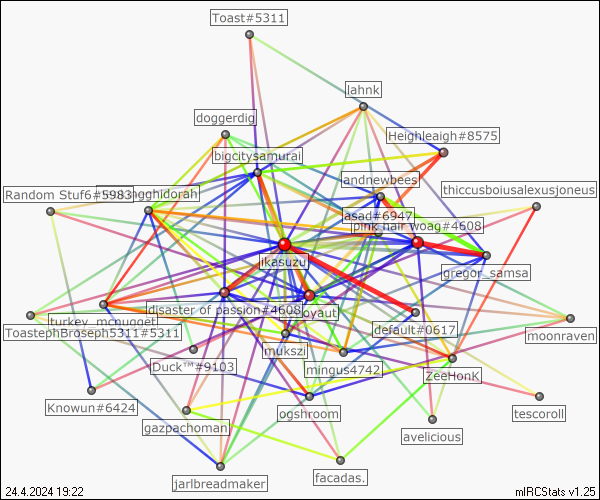 Toast#5311
lahnk
doggerdig
Heighleaigh#8575
bigcitysamurai
landnewbees
thiccusboiusalexusjoneus
Random Stuf6#5983
gghidorah
asad#6947
pink hair woag#4608
ikasuzu
gregor_samsa
disaster of passion#4608
oyaut
turkey_mcnugget
default#0617
ToastephBroseph5311#5311
moonraven
mukszi
Duck™#9103
mingus4742
ZeeHonK
Knowun#6424
ogshroom
tescoroll
gazpachoman
avelicious
facadas.
jarlbreadmaker
24.4.2024 19:22
mIRCStats v1.25